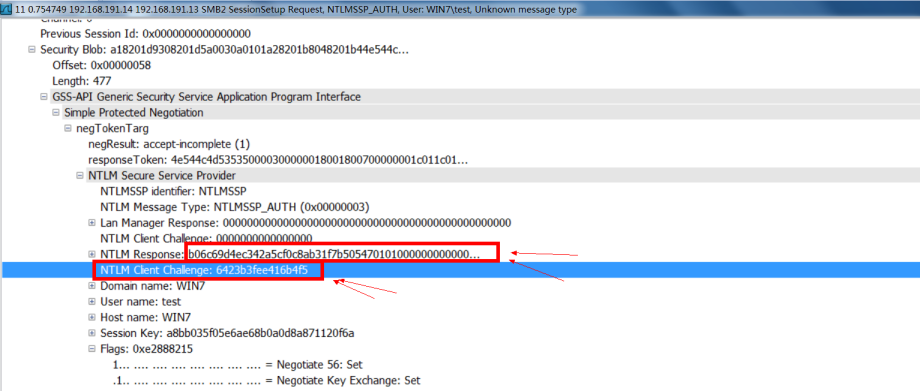 11 0.754749 192.168.191.14 192.168.191.13 SMB2 SessionSetup Request, NTLMSSP_AUTH, User: WIN7\test, Unknown message type
Channel: 0
Previous Session Id: 0x0000000000000000
Security Blob: a18201d9308201d5a0030a0101a28201b8048201b44e544c...
Offset: 0x00000058
Length: 477
GSS-API Generic Security Service Application Program Interface
Simple Protected Negotiation
negTokenTarg
negResult: accept-incomplete (1)
responseToken: 4e544c4d535350000300000018001800700000001c011c01...
NTLM Secure Service Provider
NTLMSSP identifier: NTLMSSP
NTLM Message Type: NTLMSSP_AUTH (0x00000003)
Lan Manager Response: 000000000000000000000000000000000000000000000000
NTLM Client Challenge: 0000000000000000
NTLM Response: b06c69d4ec342a5cf0c8ab31f7b505470101000000000000...
NTLM Client Challenge: 6423b3fee416b4f5
Domain name: WIN7
User name: test
Host name: WIN7
Session Key: a8bb035f05e6ae68b0a0d8a871120f6a
Flags: 0xe2888215
1... .... .... .... .... .... .... .... = Negotiate 56: Set
.1.. .... .... .... .... .... .... .... = Negotiate Key Exchange: Set